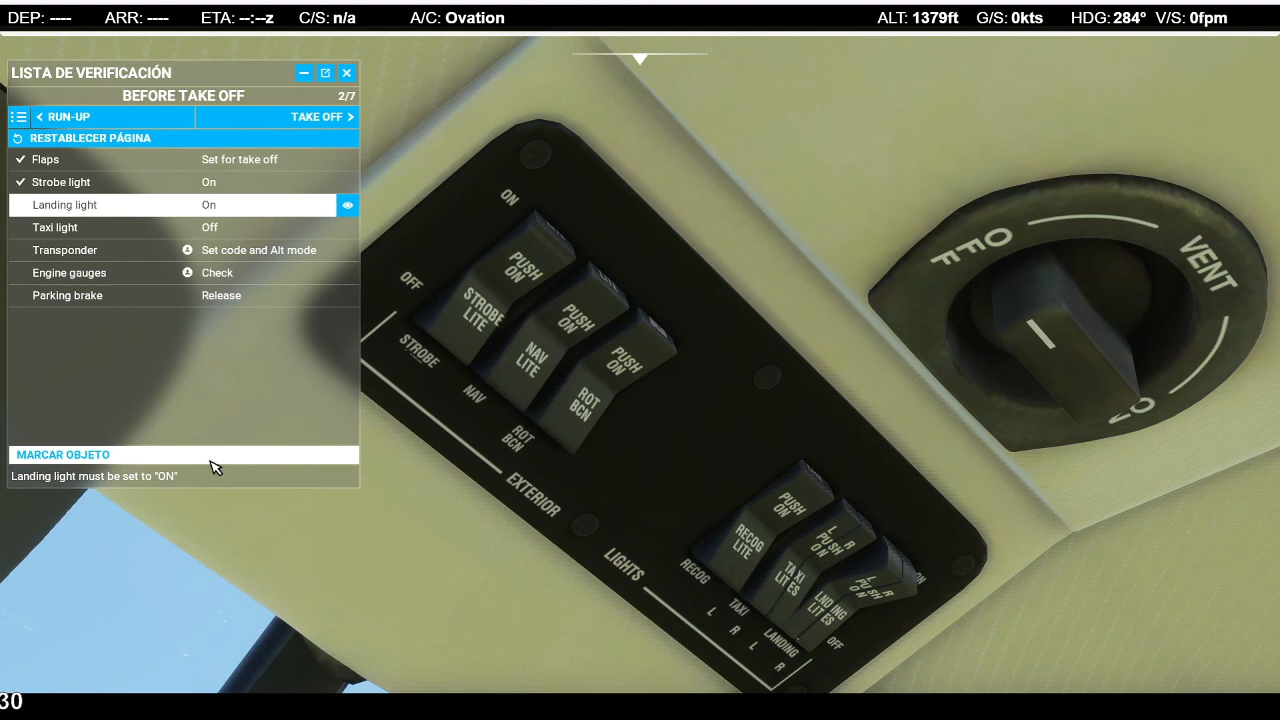 DEP: ---- ARR: ---- ETA: --:--z C/S: n/a A/C: Ovation ALT: 1379ft G/S: 0kts HDG: 284° V/S: 0fpm
LISTA DE VERIFICACIÓN
BEFORE TAKE OFF 2/7
RUN-UP TAKE OFF
RESTABLECER PÁGINA
Flaps Set for take off
Strobe light On
Landing light On
Taxi light Off
Transponder Set code and Alt mode
Engine gauges Check
Parking brake Release
MARCAR OBJETO
Landing light must be set to "ON"
30
ON
OFF
PUSH
ON
STROBE
LITE
STROBE
PUSH
ON
NAV
LITE
NAV
PUSH
ON
ROT
BCN
ROT
BCN
EXTERIOR
LIGHTS
PUSH
ON
RECOG
LITE
RECOG
L R
PUSH
ON
TAXI
LITES
TAXI
L R
L R
PUSH
ON
LNDING
LITES
LANDING
L R
ON
OFF
OFF
VENT